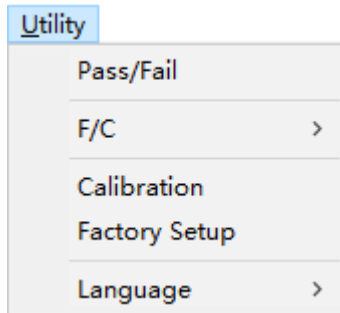 Utility
Pass/Fail
F/C
Calibration
Factory Setup
Language